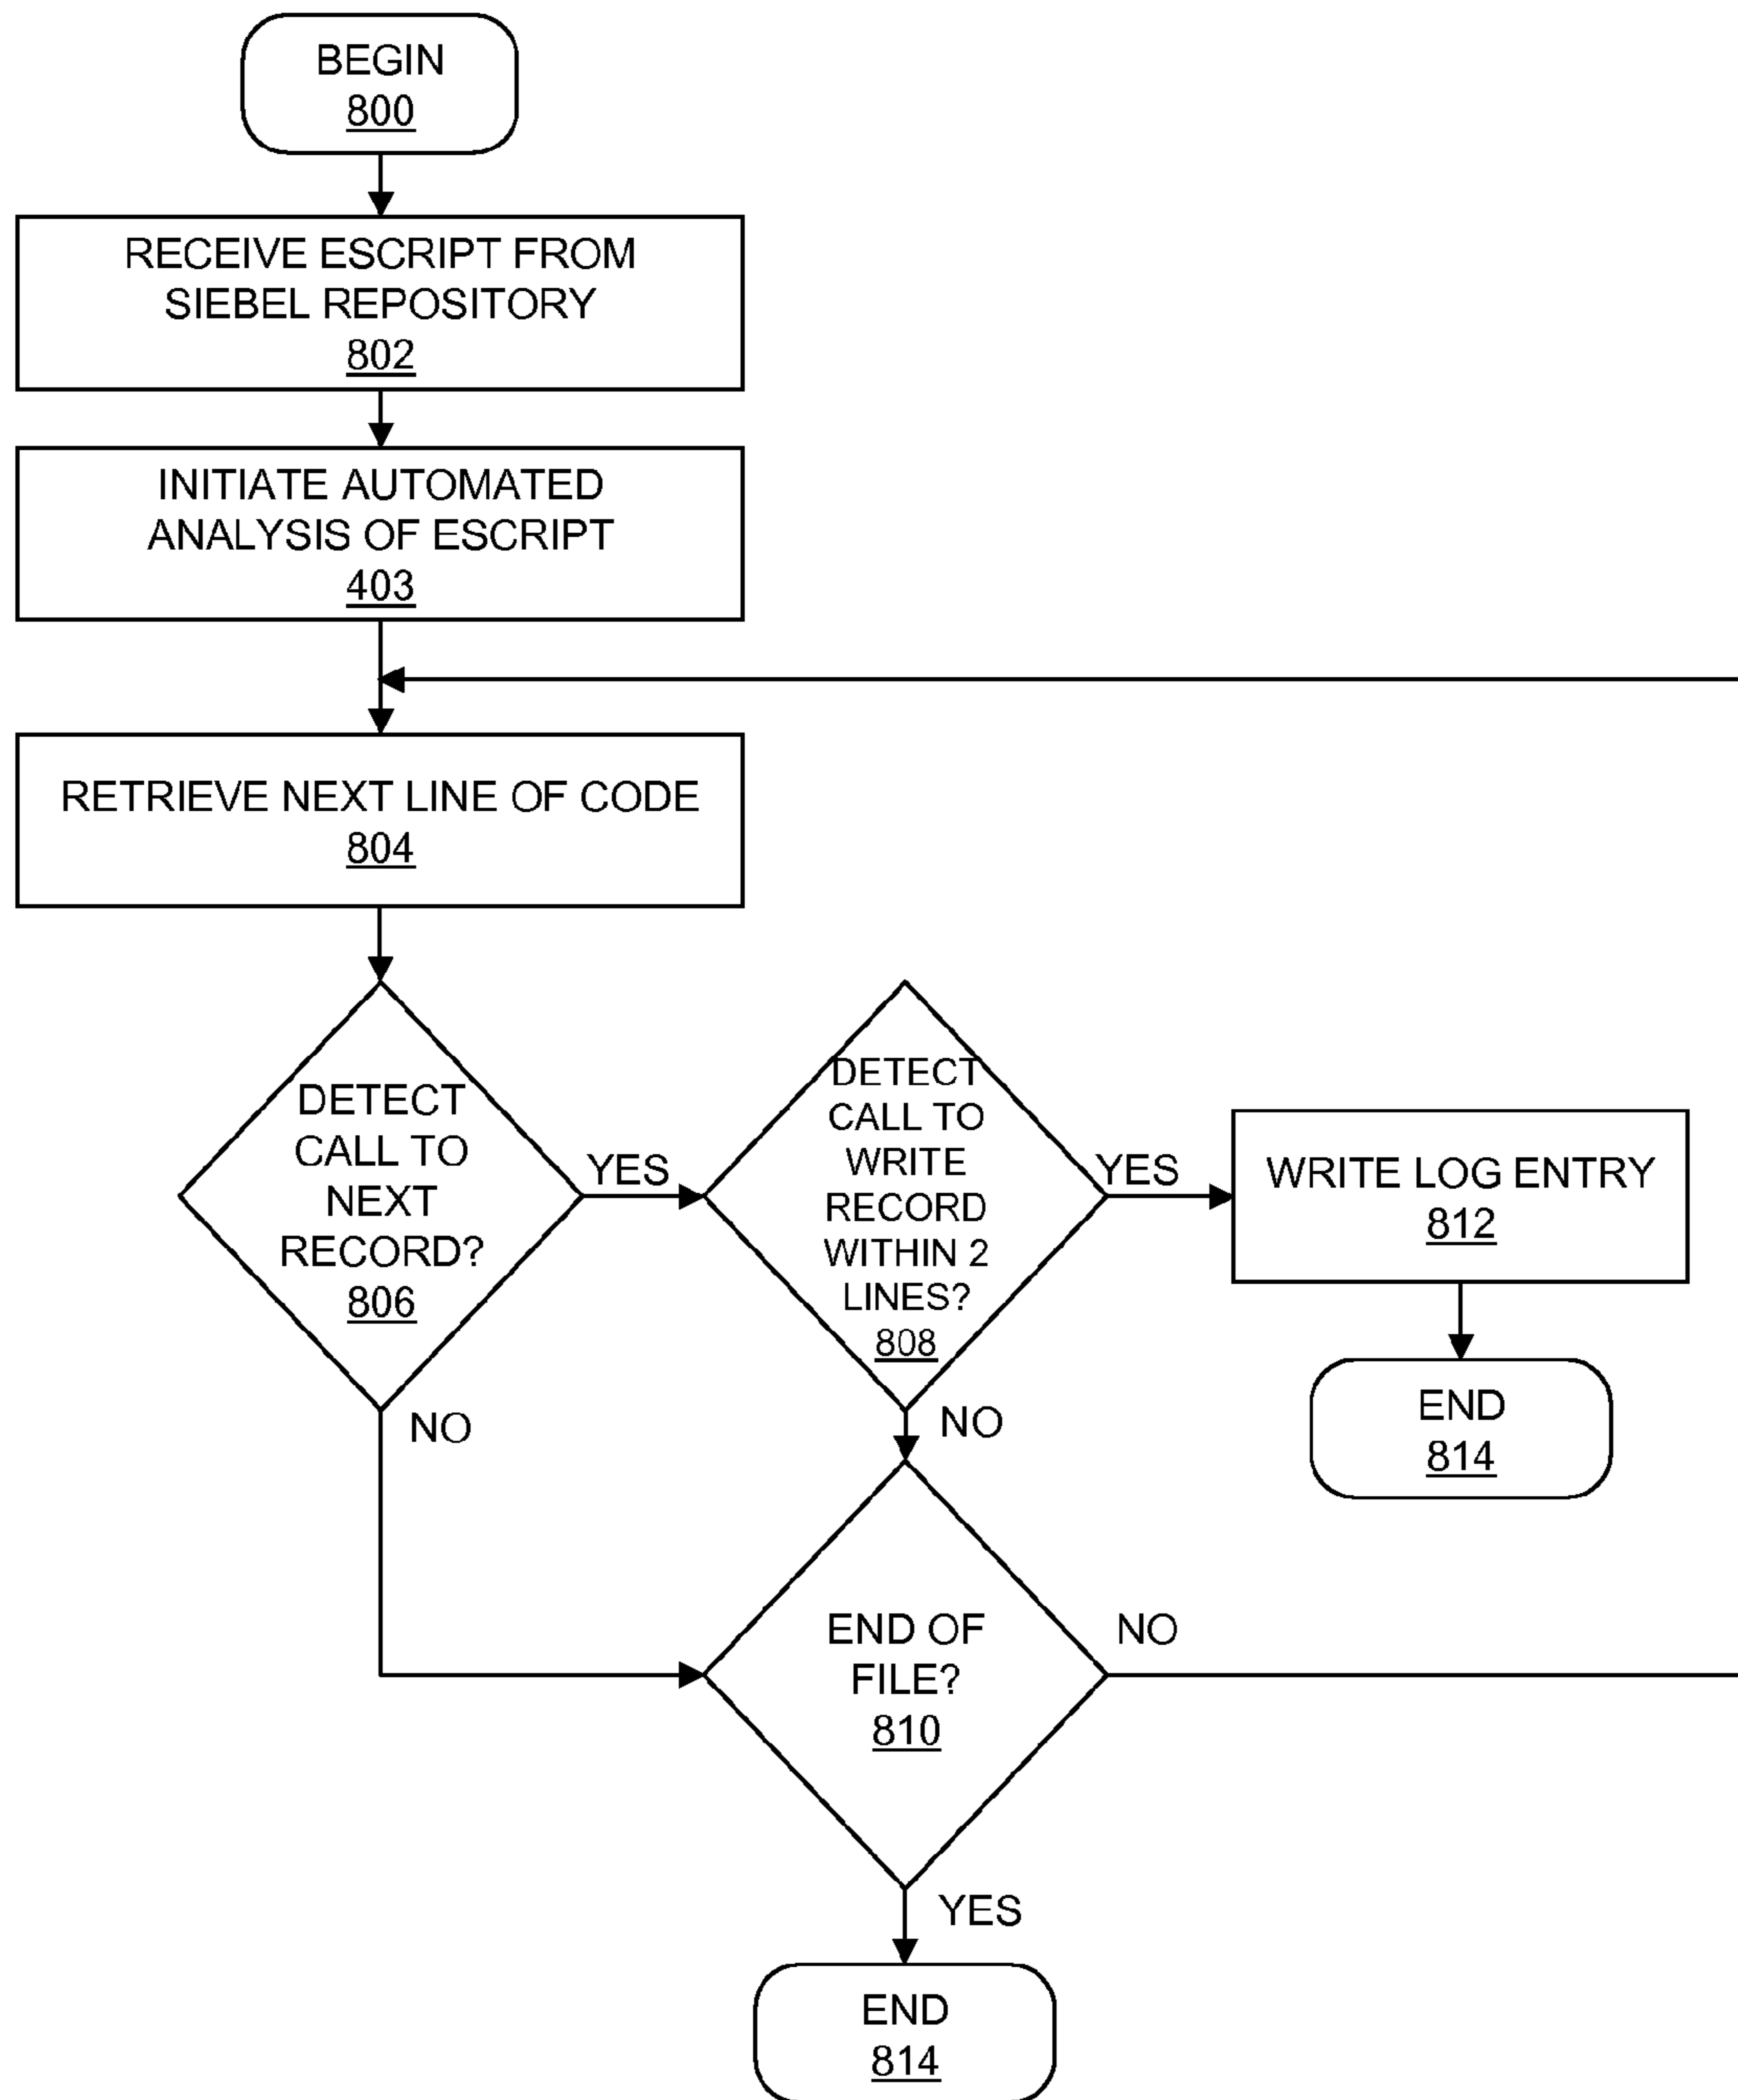 BEGIN
800
RECEIVE ESCRIPT FROM
SIEBEL REPOSITORY
802
INITIATE AUTOMATED
ANALYSIS OF ESCRIPT
403
RETRIEVE NEXT LINE OF CODE
804
DETECT
CALL TO
NEXT
RECORD?
806
YES
NO
DETECT
CALL TO
WRITE
RECORD
WITHIN 2
LINES?
808
YES
NO
WRITE LOG ENTRY
812
END
814
END OF
FILE?
810
NO
YES
END
814